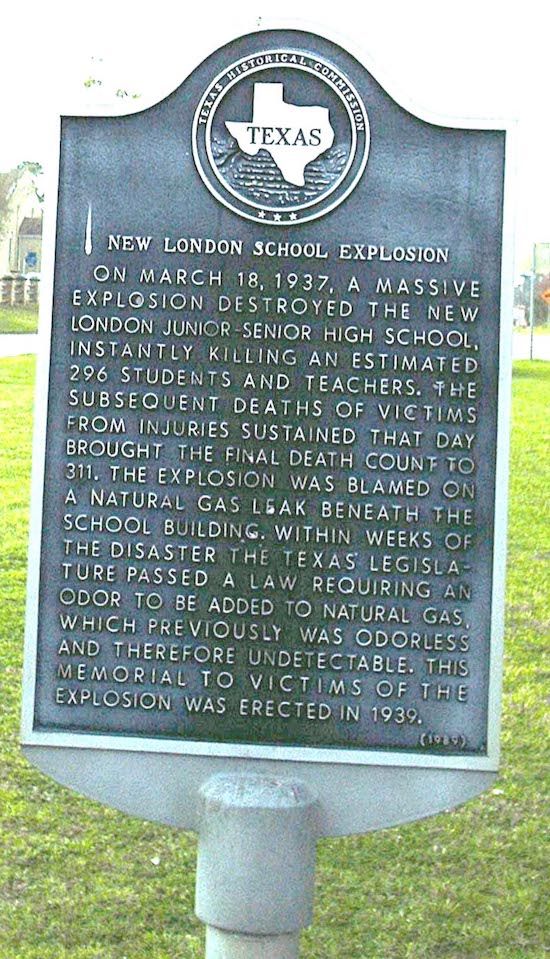 TEXAS HISTORICAL COMMISSION
TEXAS
NEW LONDON SCHOOL EXPLOSION
ON MARCH 18, 1937, A MASSIVE
EXPLOSION DESTROYED THE NEW
LONDON JUNIOR-SENIOR HIGH SCHOOL,
INSTANTLY KILLING AN ESTIMATED
296 STUDENTS AND TEACHERS. THE
SUBSEQUENT DEATHS OF VICTIMS
FROM INJURIES SUSTAINED THAT DAY
BROUGHT THE FINAL DEATH COUNT TO
311. THE EXPLOSION WAS BLAMED ON
A NATURAL GAS LEAK BENEATH THE
SCHOOL BUILDING. WITHIN WEEKS OF
THE DISASTER THE TEXAS LEGISLA-
TURE PASSED A LAW REQUIRING AN
ODOR TO BE ADDED TO NATURAL GAS,
WHICH PREVIOUSLY WAS ODORLESS
AND THEREFORE UNDETECTABLE. THIS
MEMORIAL TO VICTIMS OF THE
EXPLOSION WAS ERECTED IN 1939.
(1989)